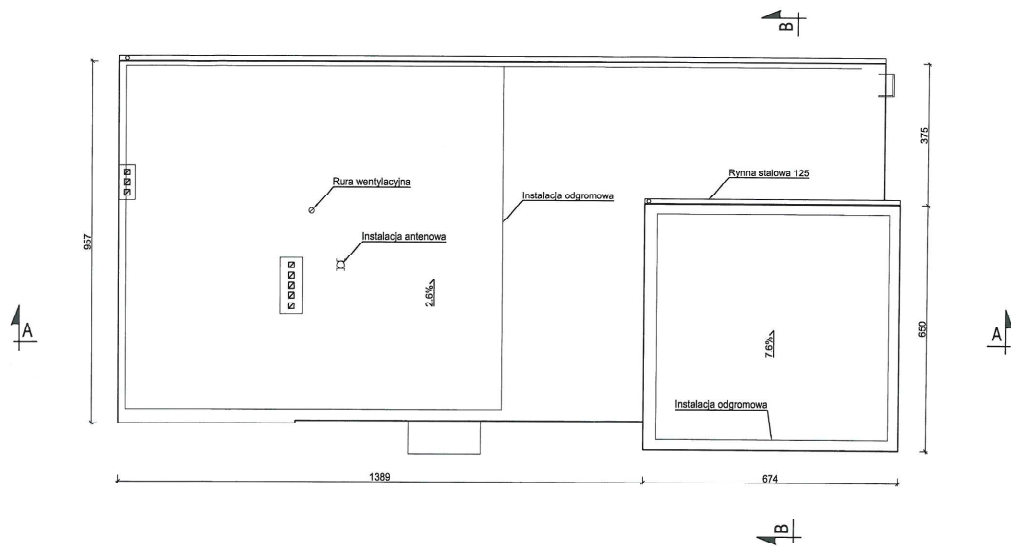 B
375
Rynna stalowa 125
Rura wentylacyjna
Instalacja odgromowa
Instalacja antenowa
957
2.6%
7.6%
650
A
A
Instalacja odgromowa
1389
674
B